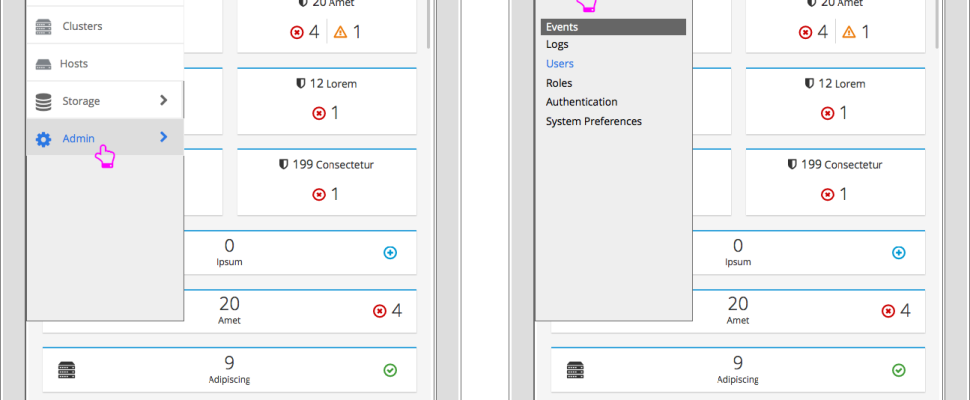 20 Amet
Clusters
4 1
Hosts
12 Lorem
Storage
1
Admin
199 Consectetur
1
0
Ipsum
20
Amet
4
9
Adipiscing
20 Amet
Events
4 1
Logs
Users
12 Lorem
Roles
Authentication
1
System Preferences
199 Consectetur
1
0
Ipsum
20
Amet
4
9
Adipiscing